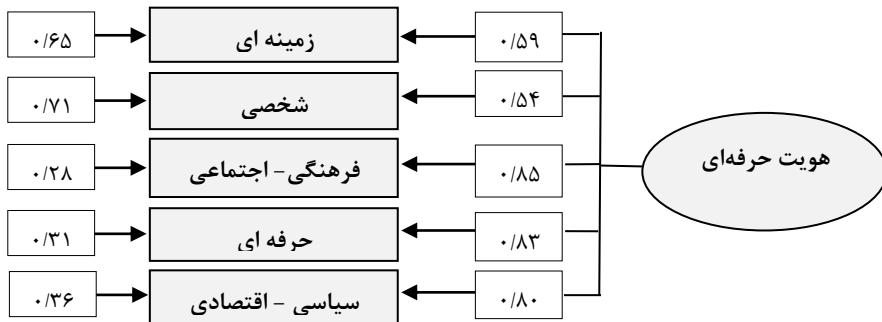 ۰/۵۹ زمینه ای ۰/۶۵
۰/۵۴ شخصی ۰/۷۱
هویت حرفه‌ای
۰/۸۵ فرهنگی - اجتماعی ۰/۲۸
۰/۸۳ حرفه ای ۰/۳۱
۰/۸۰ سیاسی - اقتصادی ۰/۳۶